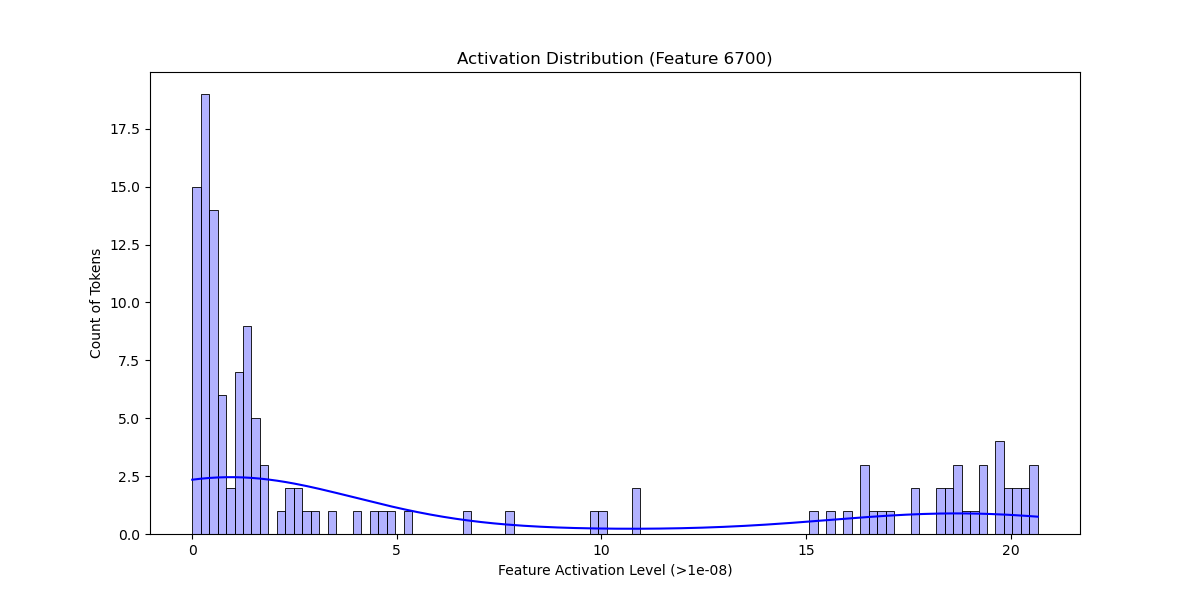 Activation Distribution (Feature 6700)
Count of Tokens
17.5
15.0
12.5
10.0
7.5
5.0
2.5
0.0
0 5 10 15 20
Feature Activation Level (>1e-08)